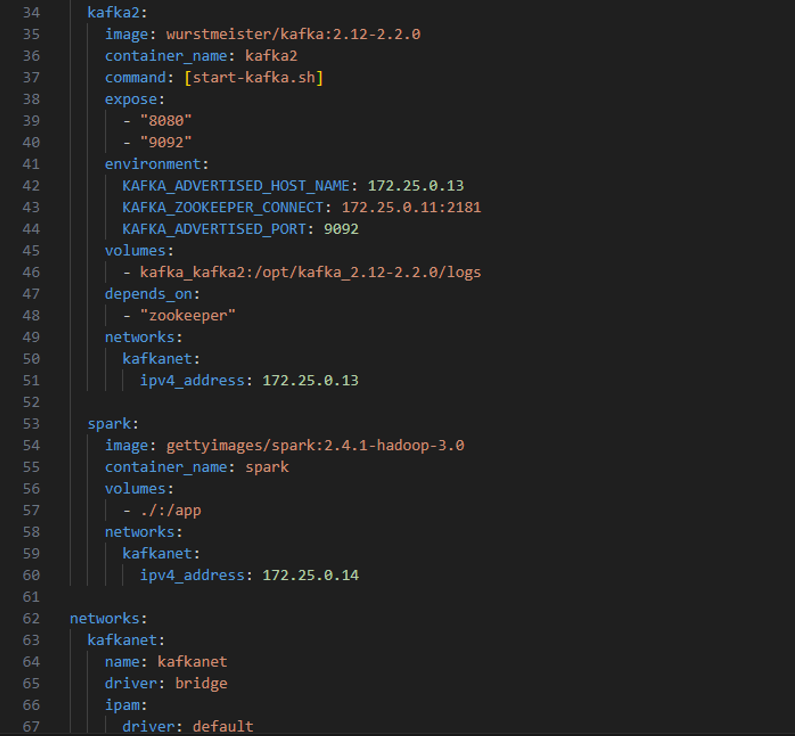 34 kafka2:
35 image: wurstmeister/kafka:2.12-2.2.0
36 container_name: kafka2
37 command: [start-kafka.sh]
38 expose:
39 - "8080"
40 - "9092"
41 environment:
42 KAFKA_ADVERTISED_HOST_NAME: 172.25.0.13
43 KAFKA_ZOOKEEPER_CONNECT: 172.25.0.11:2181
44 KAFKA_ADVERTISED_PORT: 9092
45 volumes:
46 - kafka_kafka2:/opt/kafka_2.12-2.2.0/logs
47 depends_on:
48 - "zookeeper"
49 networks:
50 kafkanet:
51 ipv4_address: 172.25.0.13
52
53 spark:
54 image: gettyimages/spark:2.4.1-hadoop-3.0
55 container_name: spark
56 volumes:
57 - ./:/app
58 networks:
59 kafkanet:
60 ipv4_address: 172.25.0.14
61
62 networks:
63 kafkanet:
64 name: kafkanet
65 driver: bridge
66 ipam:
67 driver: default